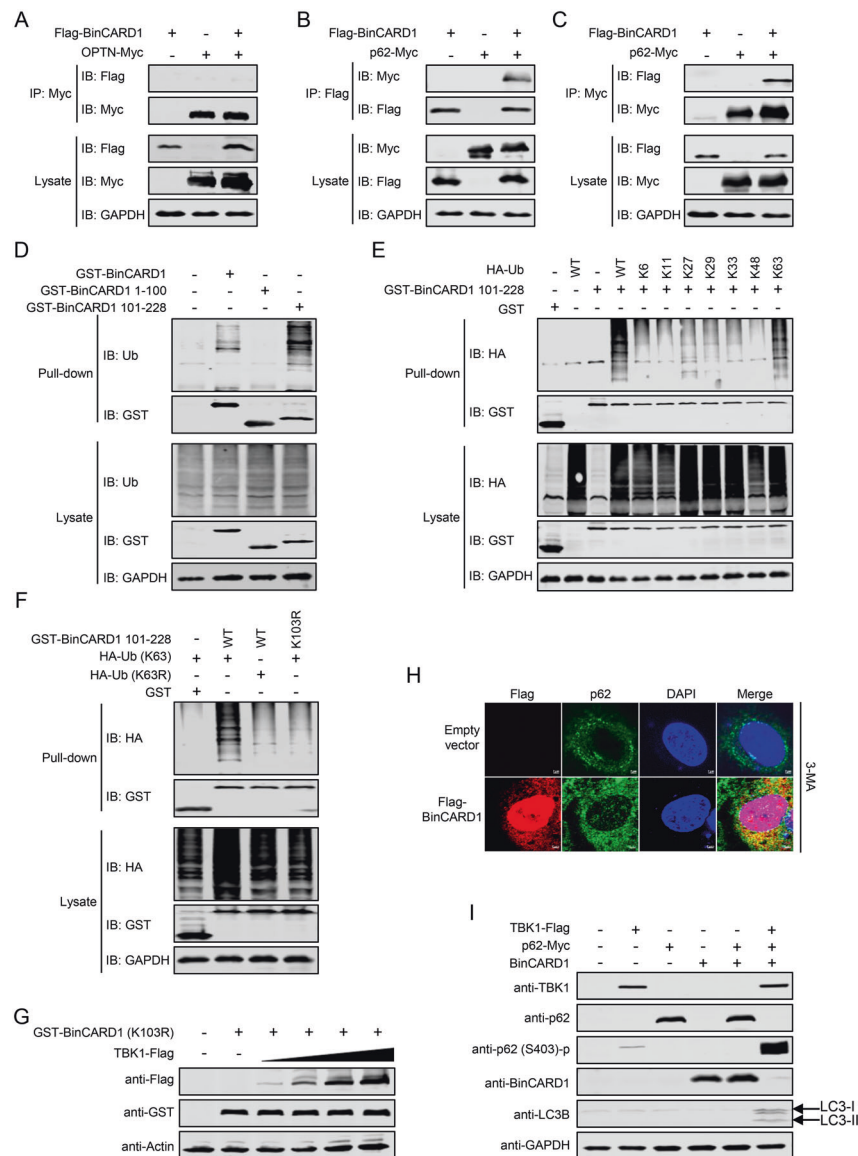 A
Flag-BinCARD1 + - +
OPTN-Myc - + +
IP: Myc
IB: Flag
IB: Myc
Lysate
IB: Flag
IB: Myc
IB: GAPDH
B
Flag-BinCARD1 + - +
p62-Myc - + +
IP: Flag
IB: Myc
IB: Flag
Lysate
IB: Myc
IB: Flag
IB: GAPDH
C
Flag-BinCARD1 + - +
p62-Myc - + +
IP: Myc
IB: Flag
IB: Myc
Lysate
IB: Flag
IB: Myc
IB: GAPDH
D
GST-BinCARD1 - + - -
GST-BinCARD1 1-100 - - + -
GST-BinCARD1 101-228 - - - +
Pull-down
IB: Ub
IB: GST
Lysate
IB: Ub
IB: GST
IB: GAPDH
E
HA-Ub - WT - WT K6 K11 K27 K29 K33 K48 K63
GST-BinCARD1 101-228 - - + + + + + + + + +
GST + - - - - - - - - - -
Pull-down
IB: HA
IB: GST
Lysate
IB: HA
IB: GST
IB: GAPDH
F
GST-BinCARD1 101-228 - WT WT K103R
HA-Ub (K63) + + - +
HA-Ub (K63R) - - + -
GST + - - -
Pull-down
IB: HA
IB: GST
Lysate
IB: HA
IB: GST
IB: GAPDH
G
GST-BinCARD1 (K103R) - + + + + +
TBK1-Flag - -
anti-Flag
anti-GST
anti-Actin
H
Flag p62 DAPI Merge
Empty
vector
Flag-
BinCARD1
3-MA
I
TBK1-Flag - + - - - +
p62-Myc - - + - + +
BinCARD1 - - - + + +
anti-TBK1
anti-p62
anti-p62 (S403)-p
anti-BinCARD1
anti-LC3B
LC3-I
LC3-II
anti-GAPDH